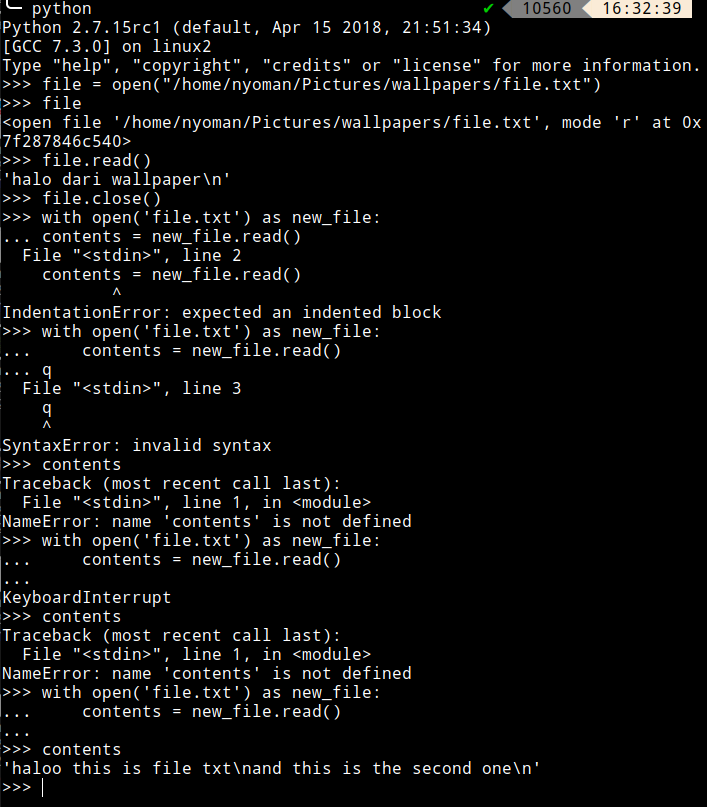 python ✔ 10560 16:32:39
Python 2.7.15rc1 (default, Apr 15 2018, 21:51:34)
[GCC 7.3.0] on linux2
Type "help", "copyright", "credits" or "license" for more information.
>>> file = open("/home/nyoman/Pictures/wallpapers/file.txt")
>>> file
<open file '/home/nyoman/Pictures/wallpapers/file.txt', mode 'r' at 0x
7f287846c540>
>>> file.read()
'halo dari wallpaper\n'
>>> file.close()
>>> with open('file.txt') as new_file:
... contents = new_file.read()
  File "<stdin>", line 2
    contents = new_file.read()
           ^
IndentationError: expected an indented block
>>> with open('file.txt') as new_file:
...     contents = new_file.read()
... q
  File "<stdin>", line 3
    q
    ^
SyntaxError: invalid syntax
>>> contents
Traceback (most recent call last):
  File "<stdin>", line 1, in <module>
NameError: name 'contents' is not defined
>>> with open('file.txt') as new_file:
...     contents = new_file.read()
...
KeyboardInterrupt
>>> contents
Traceback (most recent call last):
  File "<stdin>", line 1, in <module>
NameError: name 'contents' is not defined
>>> with open('file.txt') as new_file:
...     contents = new_file.read()
...
>>> contents
'haloo this is file txt\nand this is the second one\n'
>>>